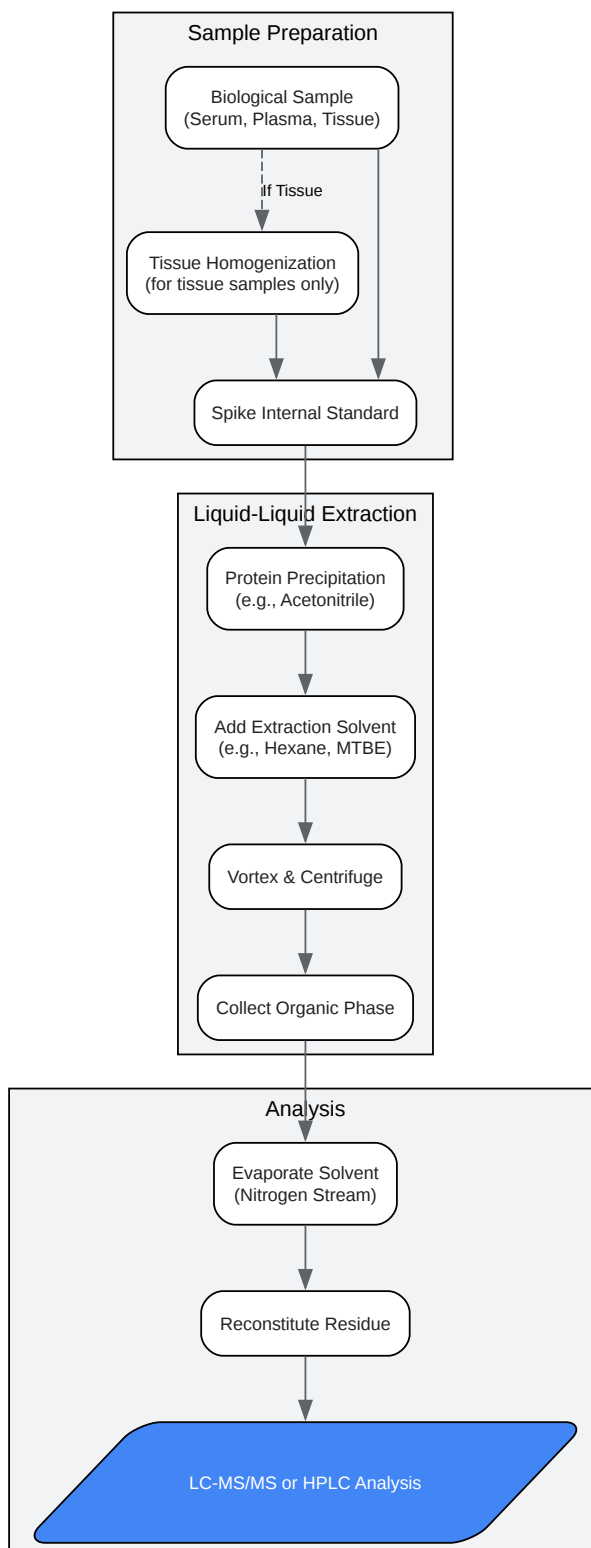 Sample Preparation
Biological Sample
(Serum, Plasma, Tissue)
If Tissue
Tissue Homogenization
(for tissue samples only)
Spike Internal Standard
Liquid-Liquid Extraction
Protein Precipitation
(e.g., Acetonitrile)
Add Extraction Solvent
(e.g., Hexane, MTBE)
Vortex & Centrifuge
Collect Organic Phase
Analysis
Evaporate Solvent
(Nitrogen Stream)
Reconstitute Residue
LC-MS/MS or HPLC Analysis